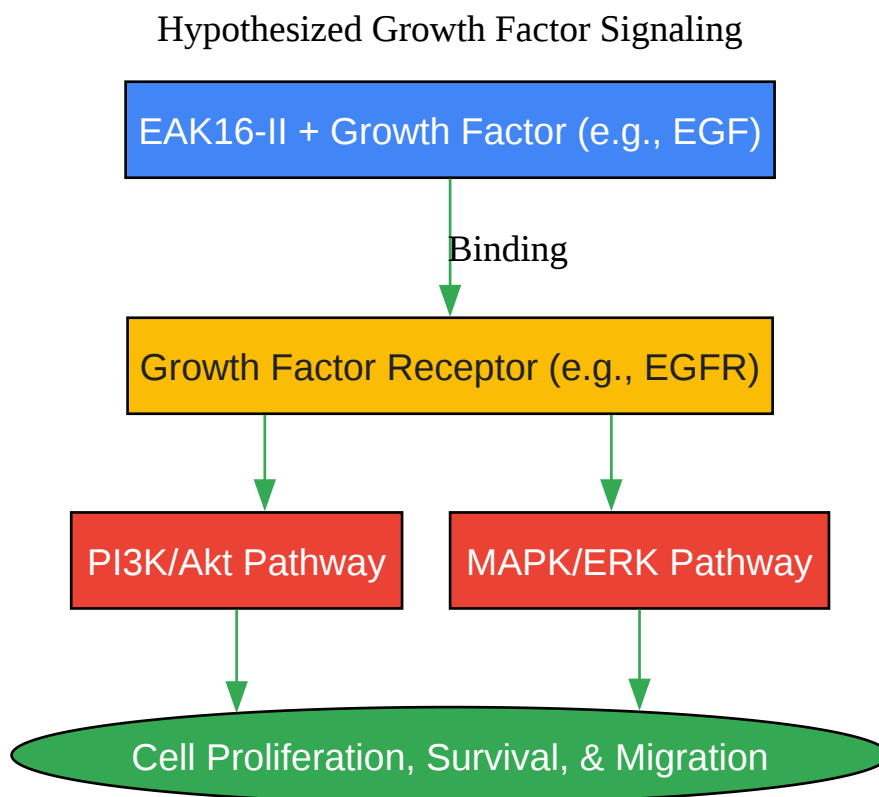 Hypothesized Growth Factor Signaling
EAK16-II + Growth Factor (e.g., EGF)
Binding
Growth Factor Receptor (e.g., EGFR)
PI3K/Akt Pathway
MAPK/ERK Pathway
Cell Proliferation, Survival, & Migration